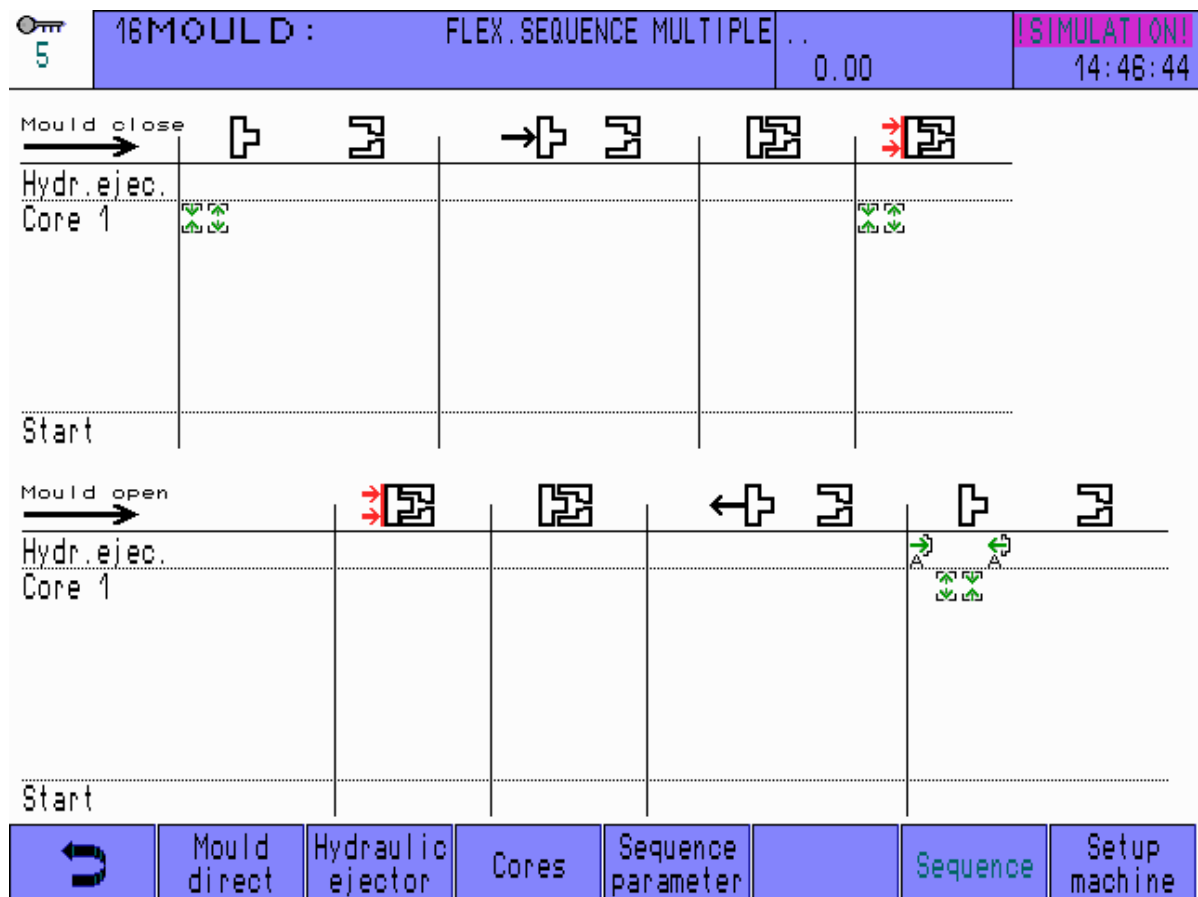 5
16MOULD: FLEX.SEQUENCE MULTIPLE .. !SIMULATION!
0.00 14:46:44
Mould close
Hydr.ejec.
Core 1
Start
Mould open
Hydr.ejec.
A A
Core 1
Start
Mould direct
Hydraulic ejector
Cores
Sequence parameter
Sequence
Setup machine